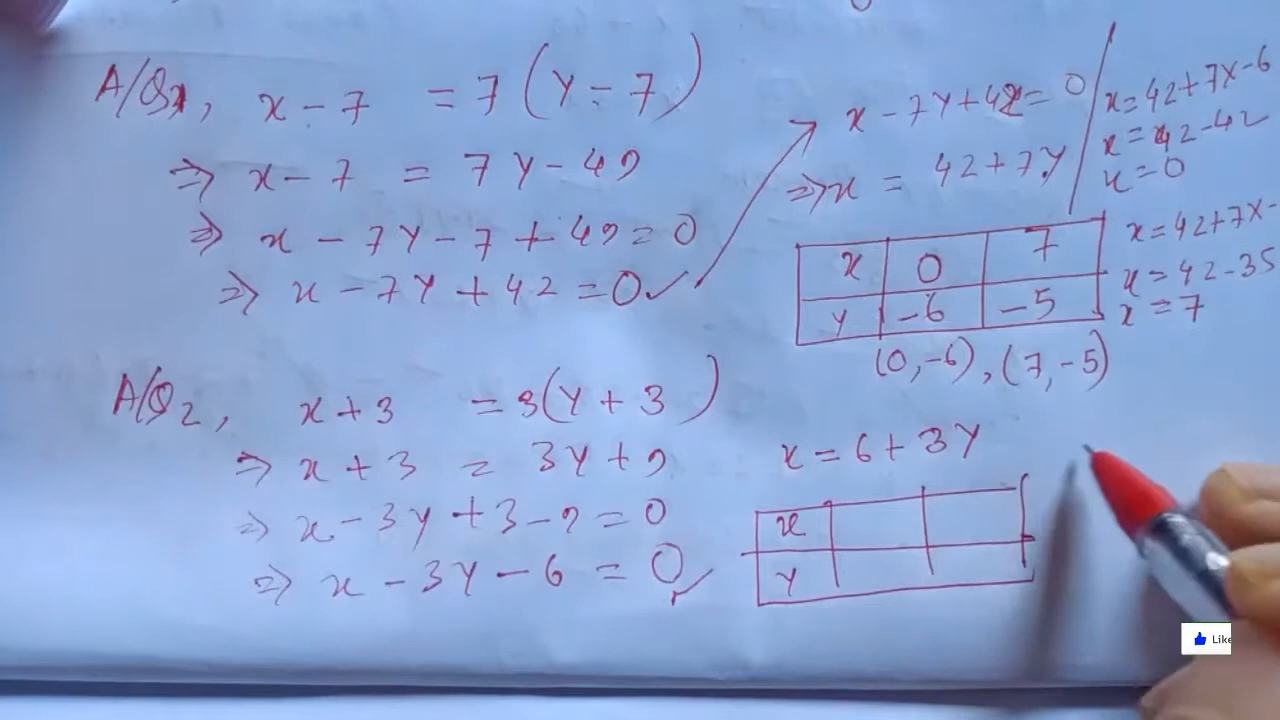 A/Q1, x - 7 = 7(Y - 7)
⇒ x - 7 = 7Y - 49
⇒ x - 7Y - 7 + 49 = 0
⇒ x - 7Y + 42 = 0 ✓
x - 7Y + 42 = 0
⇒ x = 42 + 7Y
x = 42 + 7x-6
x = 42 - 42
x = 0
x 0 7
Y -6 -5
x = 42 + 7x-
x = 42 - 35
x = 7
(0, -6), (7, -5)
A/Q2, x + 3 = 3(Y + 3)
⇒ x + 3 = 3Y + 9
⇒ x - 3Y + 3 - 9 = 0
⇒ x - 3Y - 6 = 0 ✓
x = 6 + 3Y
x
Y
Like